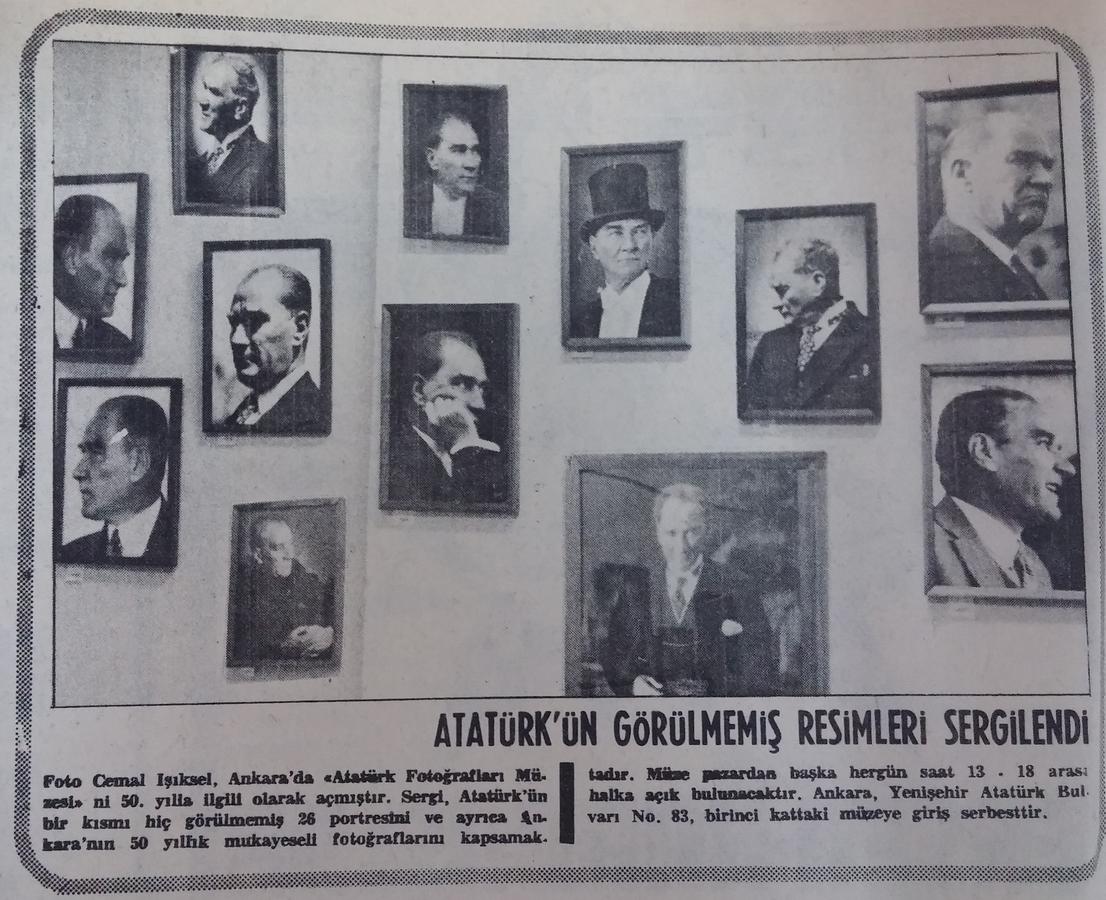 ATATÜRK'ÜN GÖRÜLMEMİŞ RESİMLERİ SERGİLENDİ
Foto Cemal Işıksel, Ankara'da «Atatürk Fotoğrafları Mü-
zesi» ni 50. yılla ilgili olarak açmıştır. Sergi, Atatürk'ün
bir kısmı hiç görülmemiş 26 portresini ve ayrıca An-
kara'nın 50 yıllık mukayeseli fotoğraflarını kapsamak-
tadır. Müze pazardan başka hergün saat 13 - 18 arası
halka açık bulunacaktır. Ankara, Yenişehir Atatürk Bul-
varı No. 83, birinci kattaki müzeye giriş serbesttir.